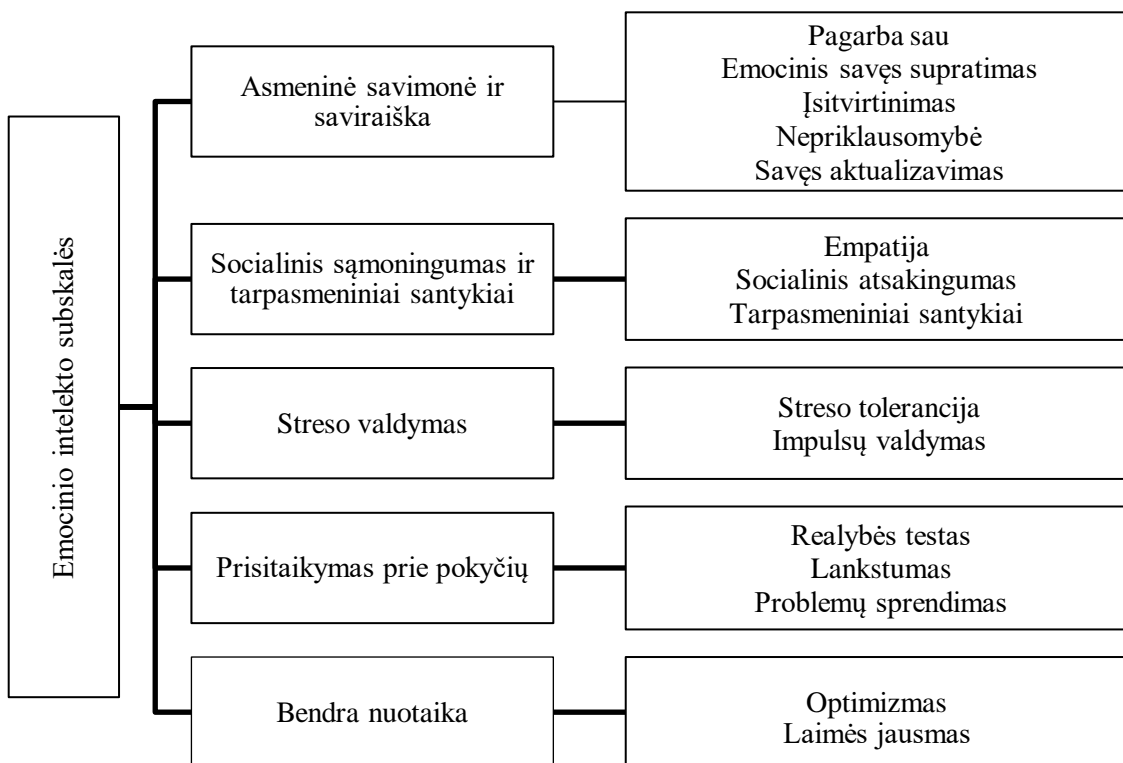 Emocinio intelekto subskalės
Asmeninė savimonė ir
saviraiška
Pagarba sau
Emocinis savęs supratimas
Įsitvirtinimas
Nepriklausomybė
Savęs aktualizavimas
Socialinis sąmoningumas ir
tarpasmeniniai santykiai
Empatija
Socialinis atsakingumas
Tarpasmeniniai santykiai
Streso valdymas
Streso tolerancija
Impulsų valdymas
Prisitaikymas prie pokyčių
Realybės testas
Lankstumas
Problemų sprendimas
Bendra nuotaika
Optimizmas
Laimės jausmas